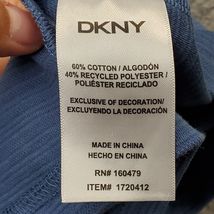 DKNY
60% COTTON / ALGODÓN
40% RECYCLED POLYESTER /
POLIÉSTER RECICLADO
EXCLUSIVE OF DECORATION/
EXCLUYENDO LA DECORACIÓN
MADE IN CHINA
HECHO EN CHINA
RN# 160479
ITEM# 1720412